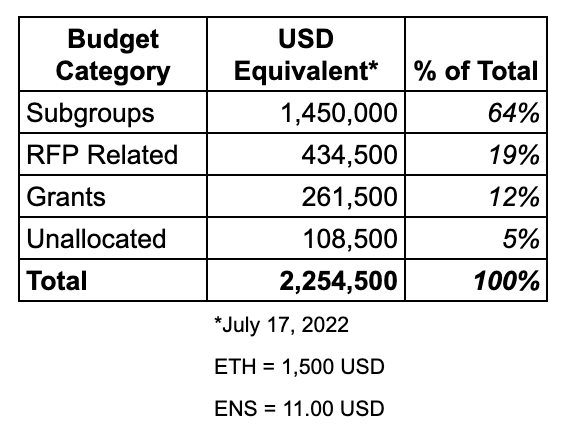 Budget Category USD Equivalent* % of Total
Subgroups 1,450,000 64%
RFP Related 434,500 19%
Grants 261,500 12%
Unallocated 108,500 5%
Total 2,254,500 100%
*July 17, 2022
ETH = 1,500 USD
ENS = 11.00 USD